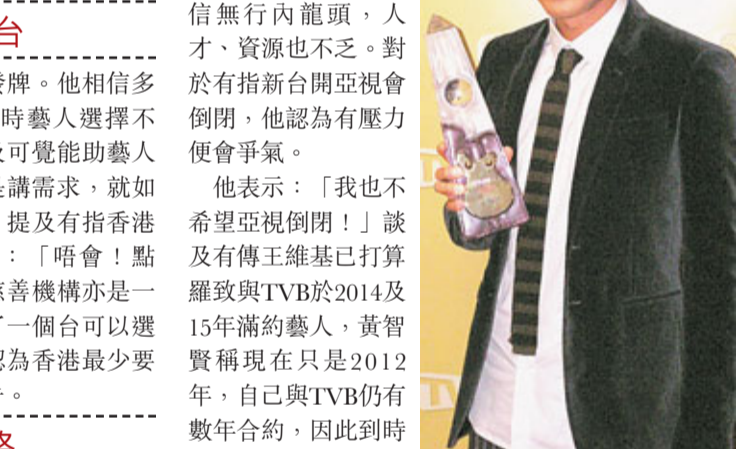 台
牌。他相信多
時藝人選擇不
可覺能助藝人
講需求，就如
提及有指香港
：「唔會！點
善機構亦是一
一個台可以選
為香港最少要
。
信無行內龍頭，人
才、資源也不乏。對
於有指新台開亞視會
倒閉，他認為有壓力
便會爭氣。
他表示：「我也不
希望亞視倒閉！」談
及有傳王維基已打算
羅致與TVB於2014及
15年滿約藝人，黃智
賢稱現在只是2012
年，自己與TVB仍有
數年合約，因此到時